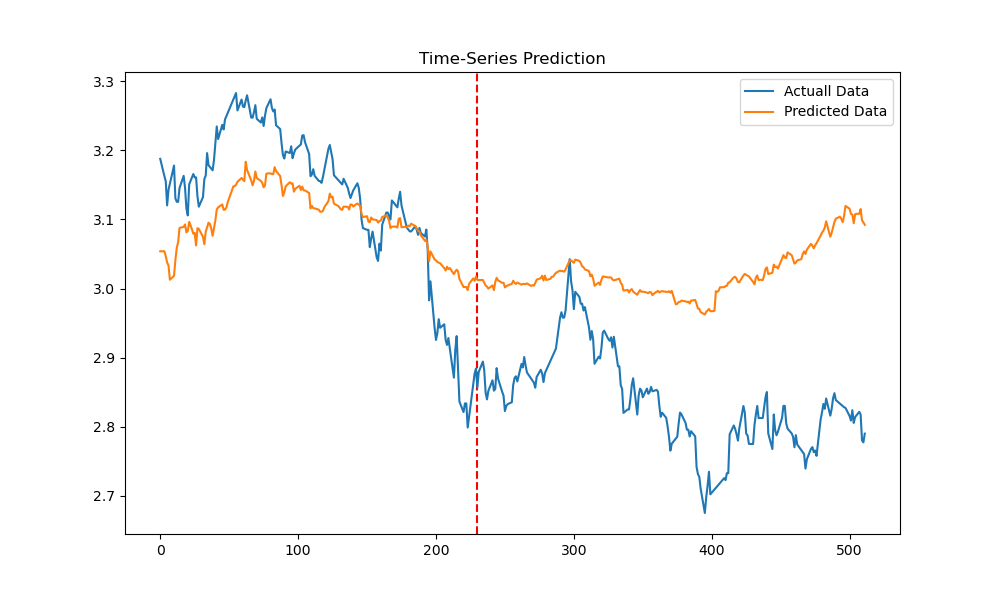 Time-Series Prediction
Actuall Data
Predicted Data
3.3
3.2
3.1
3.0
2.9
2.8
2.7
0 100 200 300 400 500